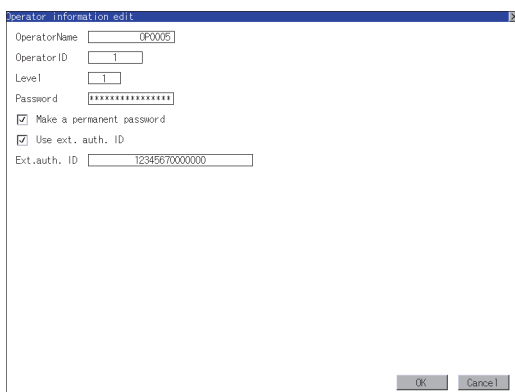 Operator information edit
OperatorName OP0005
OperatorID 1
Level 1
Password ****************
Make a permanent password
Use ext. auth. ID
Ext.auth. ID 12345670000000
OK Cancel